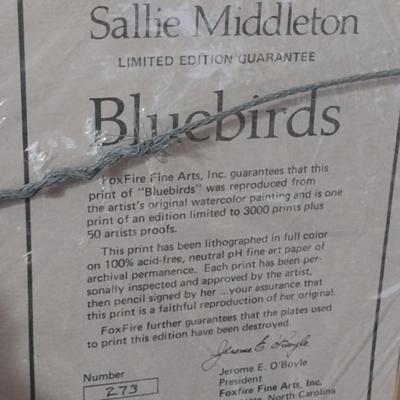 Sallie Middleton
LIMITED EDITION GUARANTEE
Bluebirds
FoxFire Fine Arts, Inc. guarantees that this
print of "Bluebirds" was reproduced from
the artist's original watercolor painting and is one
print of an edition limited to 3000 prints plus
50 artists proofs.
This print has been lithographed in full color
on 100% acid-free, neutral pH fine art paper of
archival permanence. Each print has been per-
sonally inspected and approved by the artist,
then pencil signed by her ...your assurance that
this print is a faithful reproduction of her original.
FoxFire further guarantees that the plates used
to print this edition have been destroyed.
Jerome E. O'Boyle
Number
273
Jerome E. O'Boyle
President
Foxfire Fine Arts, Inc.
North Carolina